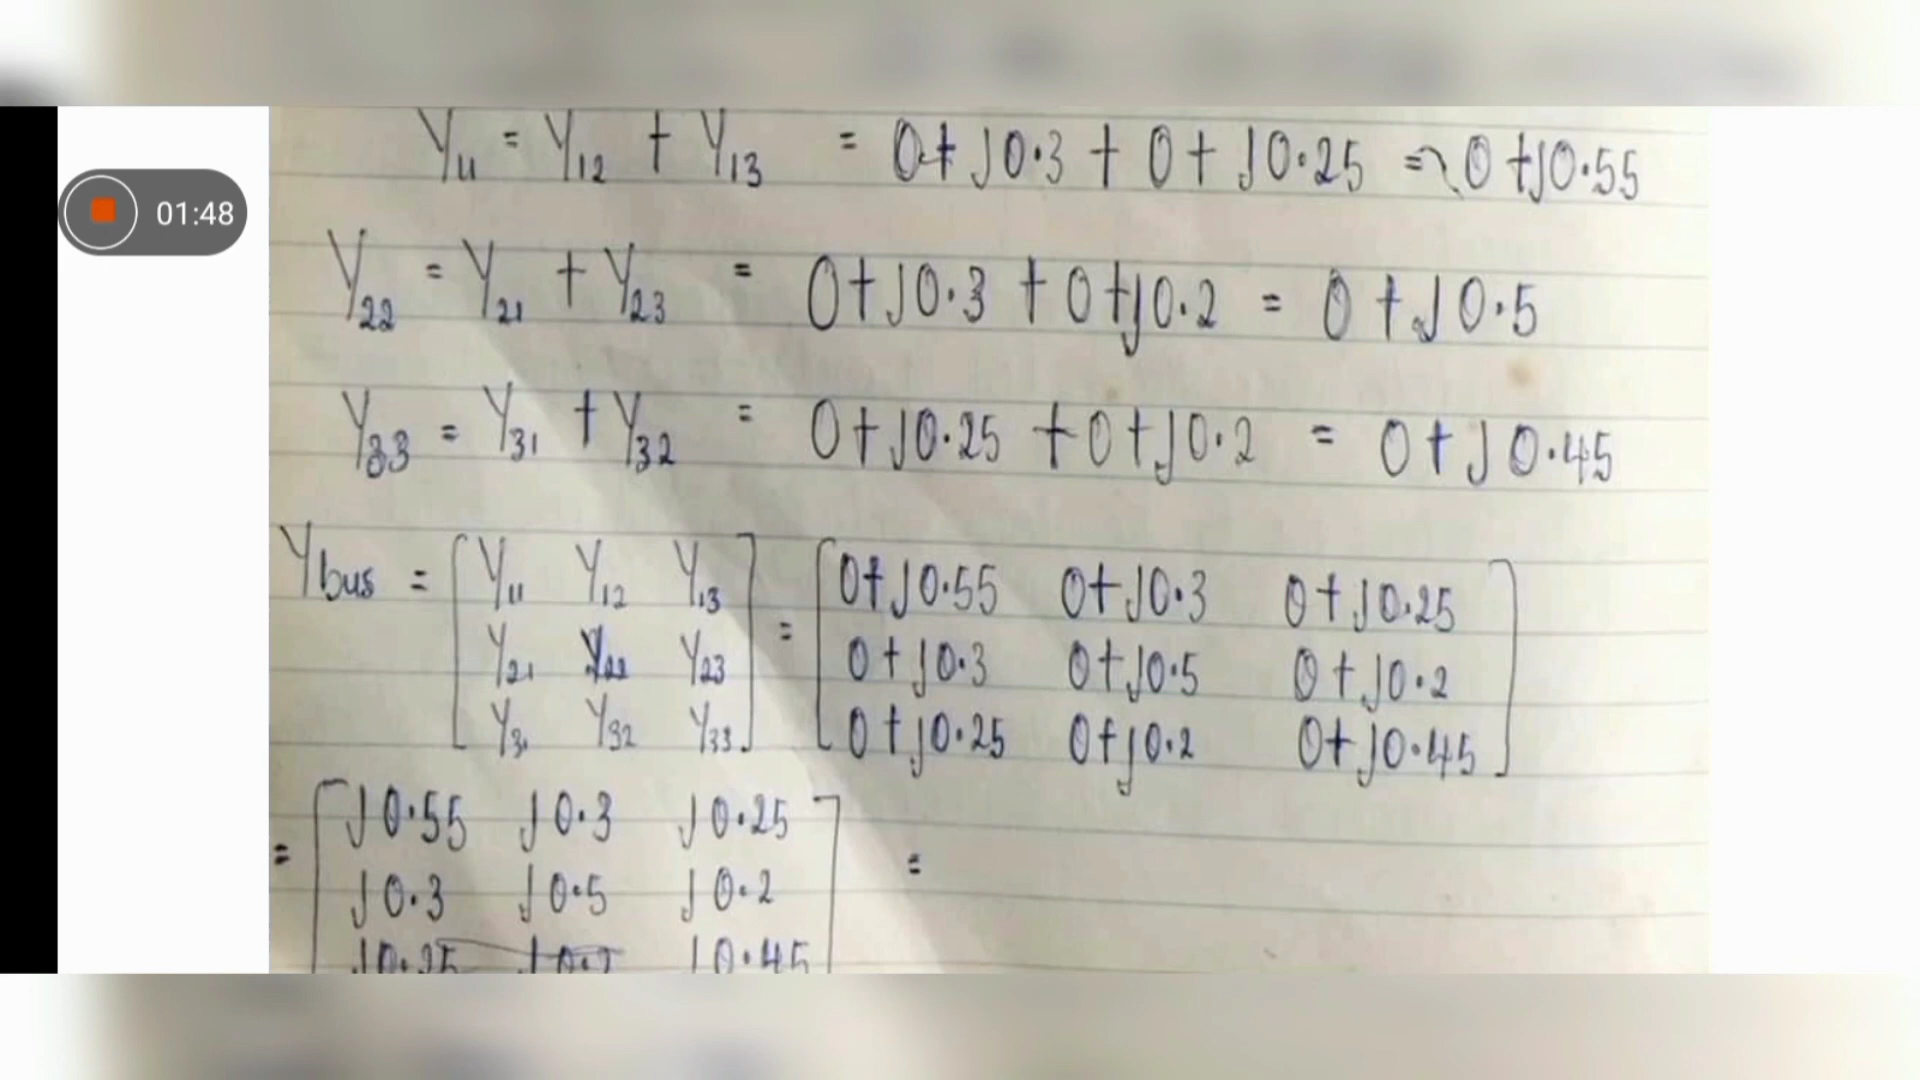 Y11 = Y12 + Y13 = 0+j0.3 + 0+j0.25 = 0+j0.55
01:48
Y22 = Y21 + Y23 = 0+j0.3 + 0+j0.2 = 0+j0.5
Y33 = Y31 + Y32 = 0+j0.25 + 0+j0.2 = 0+j0.45
Ybus = [Y11 Y12 Y13] = [0+j0.55 0+j0.3 0+j0.25]
Y21 Y22 Y23 0+j0.3 0+j0.5 0+j0.2
Y31 Y32 Y33 0+j0.25 0+j0.2 0+j0.45
= [j0.55 j0.3 j0.25] =
j0.3 j0.5 j0.2
j0.25 j0.2 j0.45